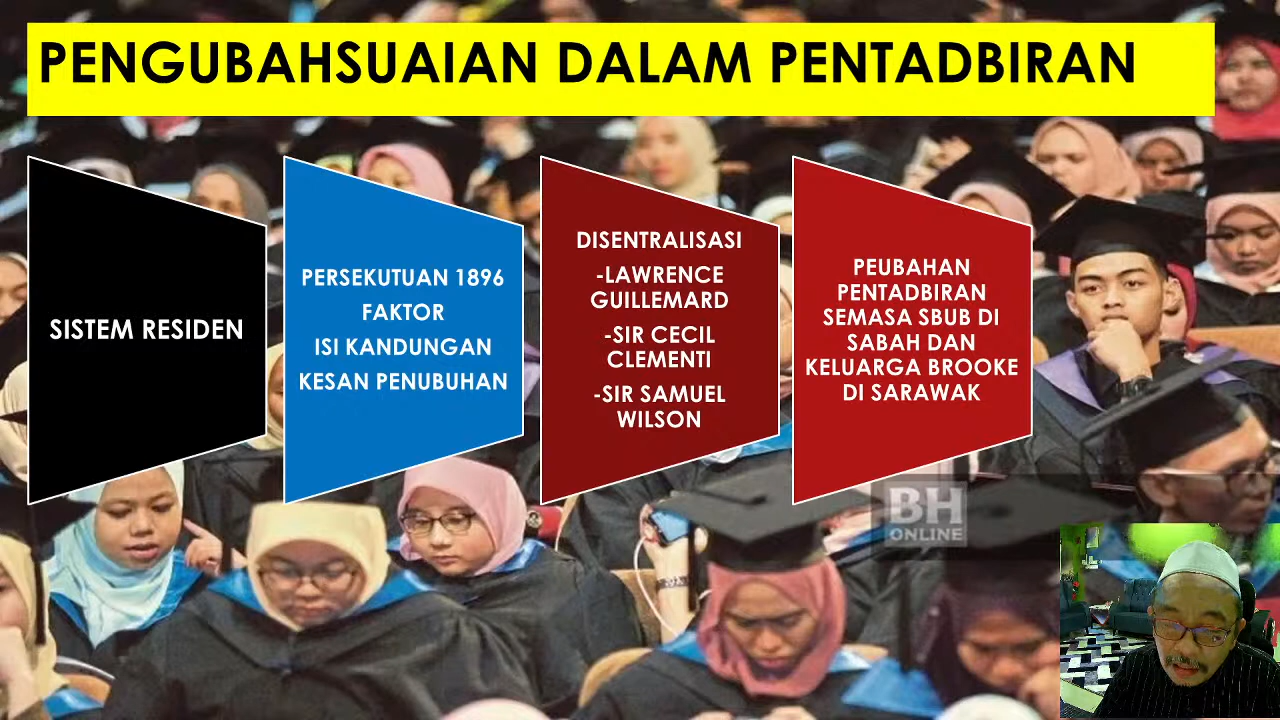 PENGUBAHSUAIAN DALAM PENTADBIRAN
SISTEM RESIDEN
PERSEKUTUAN 1896
FAKTOR
ISI KANDUNGAN
KESAN PENUBUHAN
DISENTRALISASI
-LAWRENCE
GUILLEMARD
-SIR CECIL
CLEMENTI
-SIR SAMUEL
WILSON
PEUBAHAN
PENTADBIRAN
SEMASA SBUB DI
SABAH DAN
KELUARGA BROOKE
DI SARAWAK
BH
ONLINE